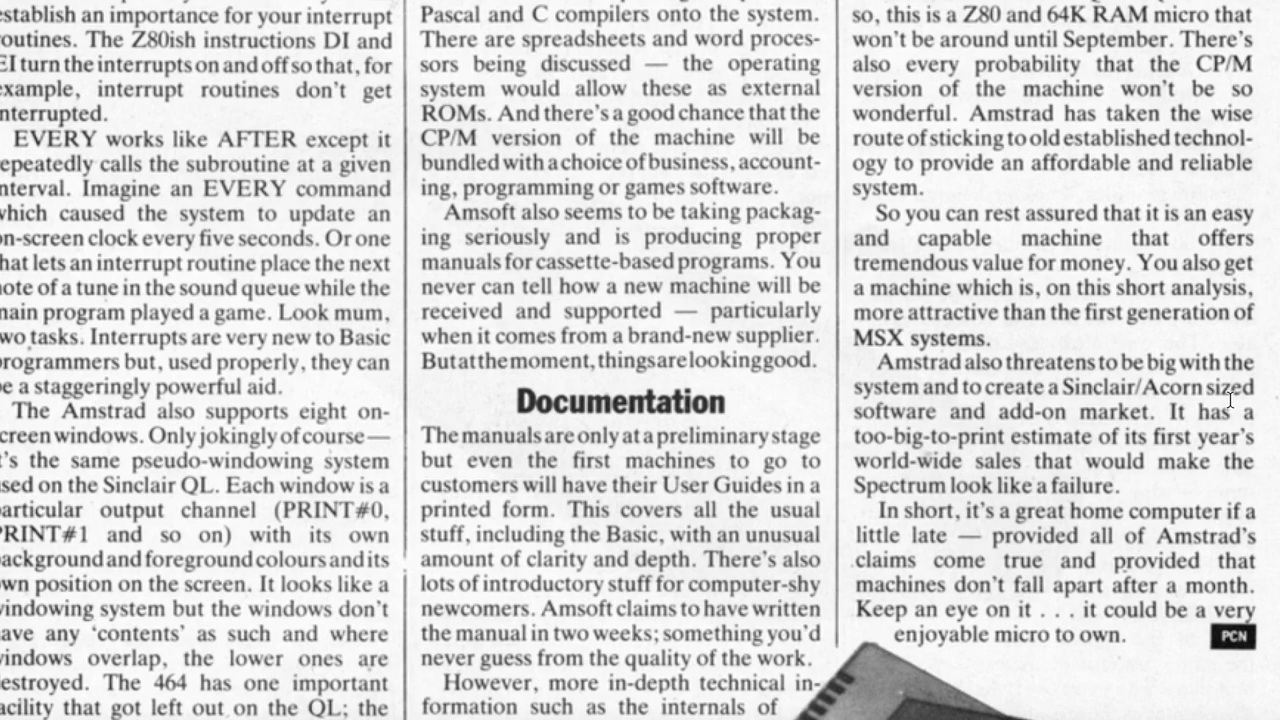 establish an importance for your interrupt
outines. The Z80ish instructions DI and
EI turn the interrupts on and off so that, for
example, interrupt routines don't get
nterrupted.
EVERY works like AFTER except it
epeatedly calls the subroutine at a given
nterval. Imagine an EVERY command
which caused the system to update an
on-screen clock every five seconds. Or one
hat lets an interrupt routine place the next
note of a tune in the sound queue while the
main program played a game. Look mum,
two tasks. Interrupts are very new to Basic
programmers but, used properly, they can
be a staggeringly powerful aid.
The Amstrad also supports eight on-
creen windows. Only jokingly of course —
t's the same pseudo-windowing system
used on the Sinclair QL. Each window is a
particular output channel (PRINT#0,
PRINT#1 and so on) with its own
background and foreground colours and its
own position on the screen. It looks like a
windowing system but the windows don't
have any 'contents' as such and where
windows overlap, the lower ones are
destroyed. The 464 has one important
acility that got left out on the QL; the
Pascal and C compilers onto the system.
There are spreadsheets and word proces-
sors being discussed — the operating
system would allow these as external
ROMs. And there's a good chance that the
CP/M version of the machine will be
bundled with a choice of business, account-
ing, programming or games software.
Amsoft also seems to be taking packag-
ing seriously and is producing proper
manuals for cassette-based programs. You
never can tell how a new machine will be
received and supported — particularly
when it comes from a brand-new supplier.
But at the moment, things are looking good.
Documentation
The manuals are only at a preliminary stage
but even the first machines to go to
customers will have their User Guides in a
printed form. This covers all the usual
stuff, including the Basic, with an unusual
amount of clarity and depth. There's also
lots of introductory stuff for computer-shy
newcomers. Amsoft claims to have written
the manual in two weeks; something you'd
never guess from the quality of the work.
However, more in-depth technical in-
formation such as the internals of
so, this is a Z80 and 64K RAM micro that
won't be around until September. There's
also every probability that the CP/M
version of the machine won't be so
wonderful. Amstrad has taken the wise
route of sticking to old established technol-
ogy to provide an affordable and reliable
system.
So you can rest assured that it is an easy
and capable machine that offers
tremendous value for money. You also get
a machine which is, on this short analysis,
more attractive than the first generation of
MSX systems.
Amstrad also threatens to be big with the
system and to create a Sinclair/Acorn sized
software and add-on market. It has a
too-big-to-print estimate of its first year's
world-wide sales that would make the
Spectrum look like a failure.
In short, it's a great home computer if a
little late — provided all of Amstrad's
claims come true and provided that
machines don't fall apart after a month.
Keep an eye on it . . . it could be a very
enjoyable micro to own. PCN